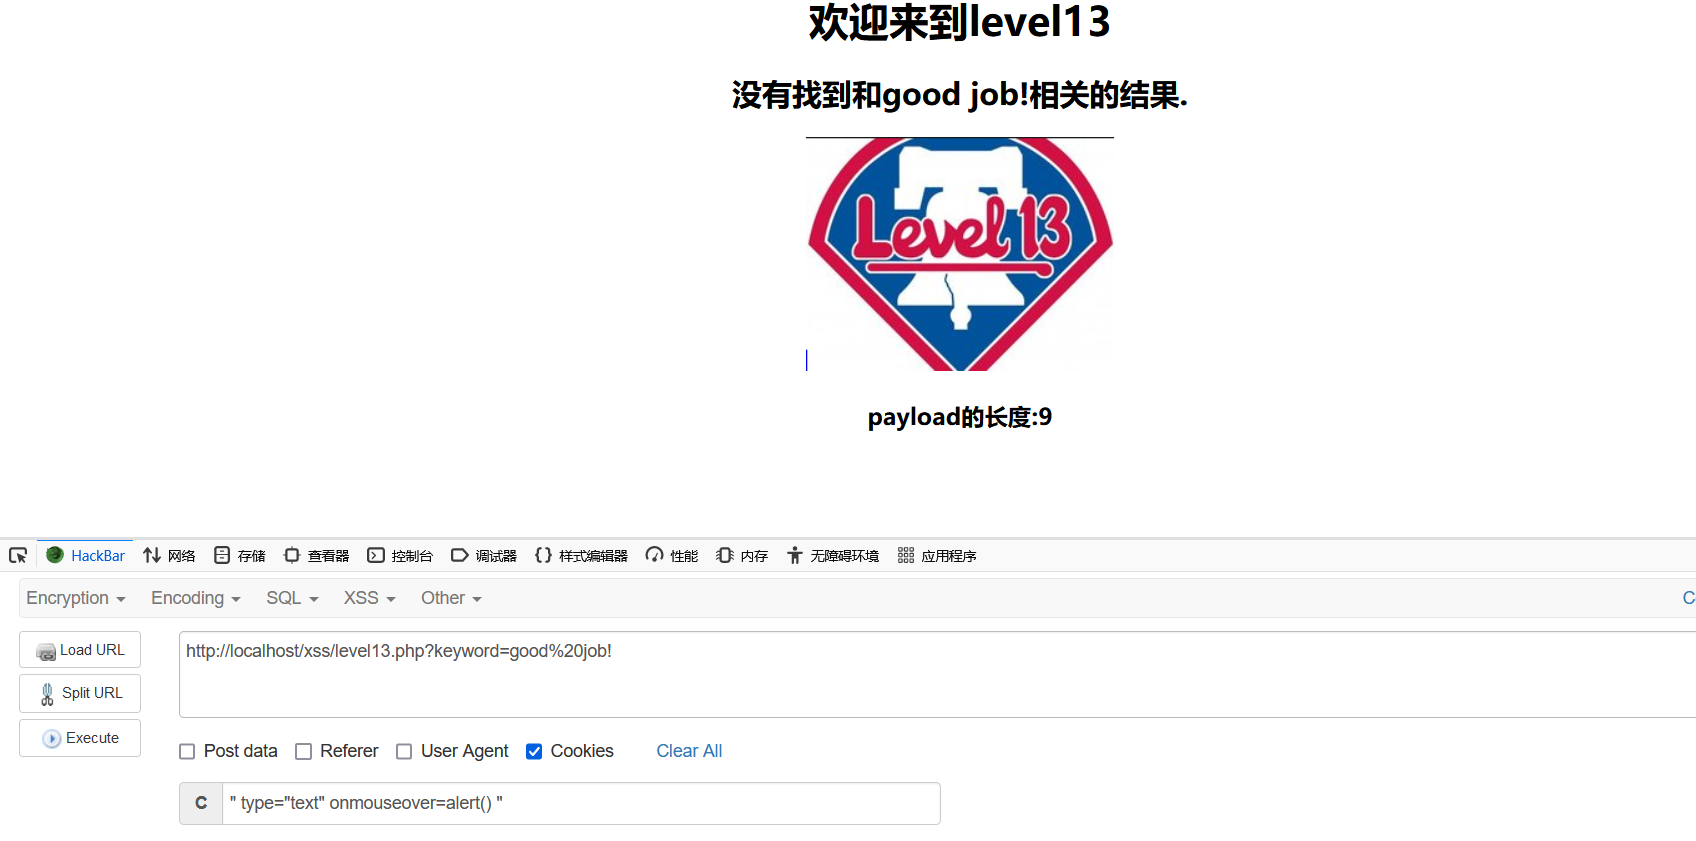 欢迎来到level13
没有找到和good job!相关的结果.
Level 13
payload的长度:9
HackBar 网络 存储 查看器 控制台 调试器 样式编辑器 性能 内存 无障碍环境 应用程序
Encryption Encoding SQL XSS Other C
Load URL http://localhost/xss/level13.php?keyword=good%20job!
Split URL
Execute
Post data Referer User Agent Cookies Clear All
C " type="text" onmouseover=alert() "